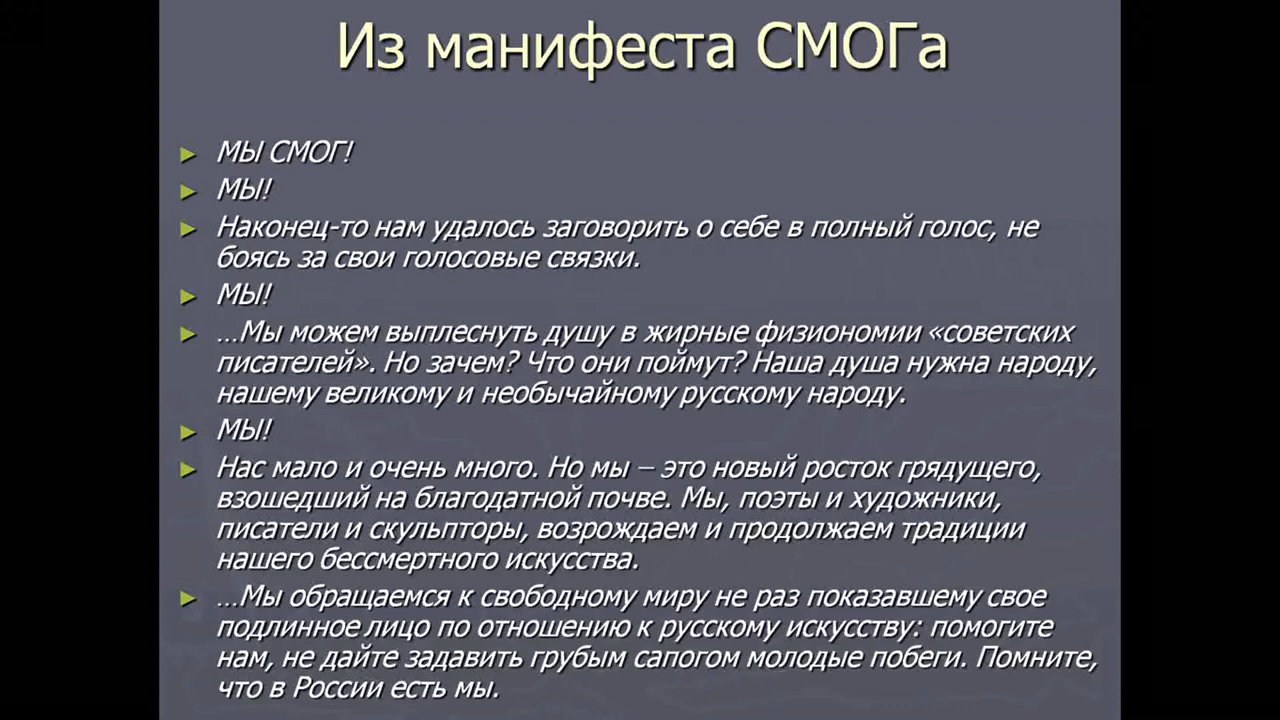 Из манифеста СМОГа
► МЫ СМОГ!
► МЫ!
► Наконец-то нам удалось заговорить о себе в полный голос, не
боясь за свои голосовые связки.
► МЫ!
► …Мы можем выплеснуть душу в жирные физиономии «советских
писателей». Но зачем? Что они поймут? Наша душа нужна народу,
нашему великому и необычайному русскому народу.
► МЫ!
► Нас мало и очень много. Но мы – это новый росток грядущего,
взошедший на благодатной почве. Мы, поэты и художники,
писатели и скульпторы, возрождаем и продолжаем традиции
нашего бессмертного искусства.
► …Мы обращаемся к свободному миру не раз показавшему свое
подлинное лицо по отношению к русскому искусству: помогите
нам, не дайте задавить грубым сапогом молодые побеги. Помните,
что в России есть мы.